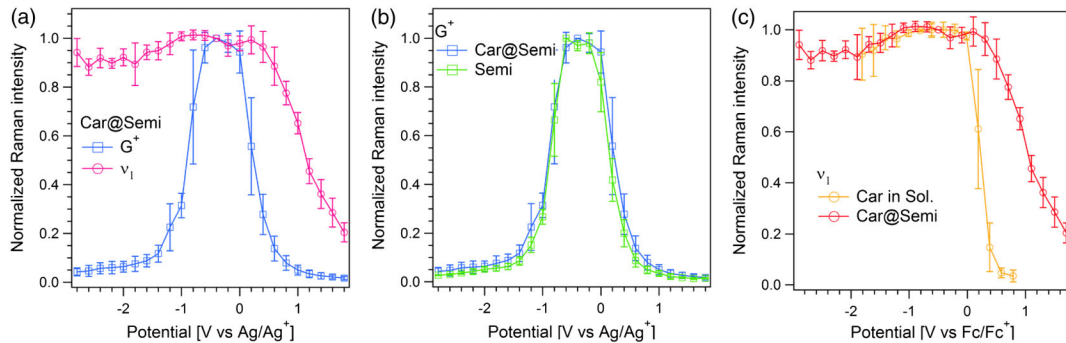 (a)
Normalized Raman intensity
1.0
0.8
0.6
0.4
0.2
0.0
Car@Semi
G+
ν1
-2
-1
0
1
Potential [V vs Ag/Ag+]
(b)
Normalized Raman intensity
1.0
0.8
0.6
0.4
0.2
0.0
G+
Car@Semi
Semi
-2
-1
0
1
Potential [V vs Ag/Ag+]
(c)
Normalized Raman intensity
1.0
0.8
0.6
0.4
0.2
0.0
ν1
Car in Sol.
Car@Semi
-2
-1
0
1
Potential [V vs Fc/Fc+]